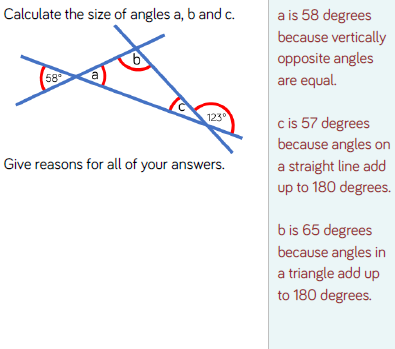 Calculate the size of angles a, b and c.
58°
a
b
c
123°
Give reasons for all of your answers.
a is 58 degrees
because vertically
opposite angles
are equal.
c is 57 degrees
because angles on
a straight line add
up to 180 degrees.
b is 65 degrees
because angles in
a triangle add up
to 180 degrees.